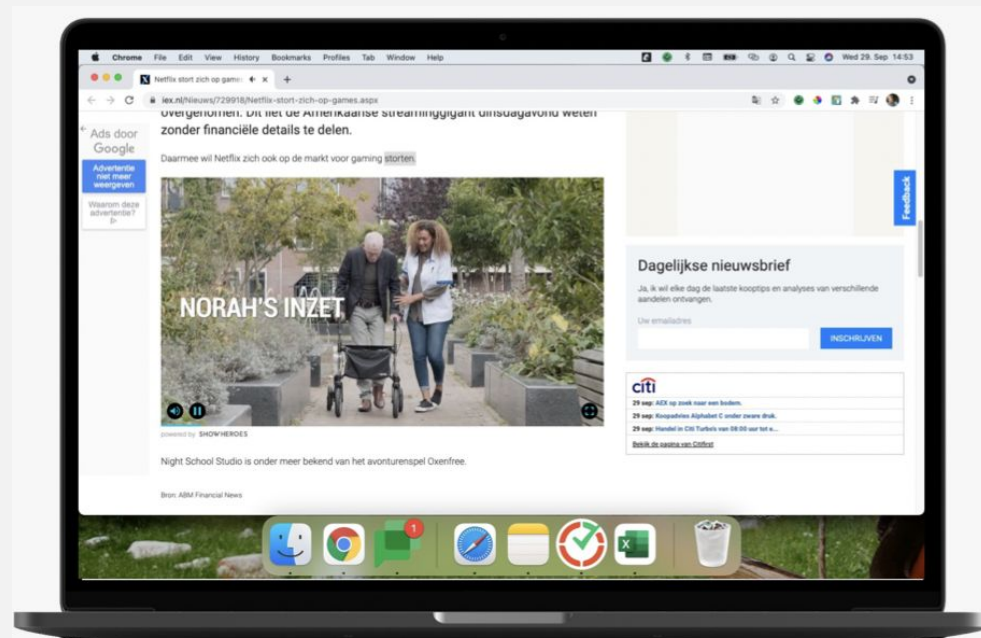 Chrome File Edit View History Bookmarks Profiles Tab Window Help Wed 29. Sep 14:53
Netflix stort zich op games
iex.nl/Nieuws/729918/Netflix-stort-zich-op-games.aspx
overgenomen. Dit liet de Amerikaanse streaminggigant dinsdagavond weten
zonder financiële details te delen.
Daarmee wil Netflix zich ook op de markt voor gaming storten.
Ads door
Google
Advertentie
niet meer
weergeven
Waarom deze
advertentie?
NORAH'S INZET
powered by SHOWHEROES
Night School Studio is onder meer bekend van het avonturenspel Oxenfree.
Bron: ABM Financial News
Feedback
Dagelijkse nieuwsbrief
Ja, ik wil elke dag de laatste kooptips en analyses van verschillende
aandelen ontvangen.
Uw emailadres
INSCHRIJVEN
citi
29 sep: AEX op zoek naar een bodem.
29 sep: Koopadvies Alphabet C onder zware druk.
29 sep: Handel in Citi Turbo's van 08:00 uur tot e...
Bekijk de pagina van Citifirst
1
X